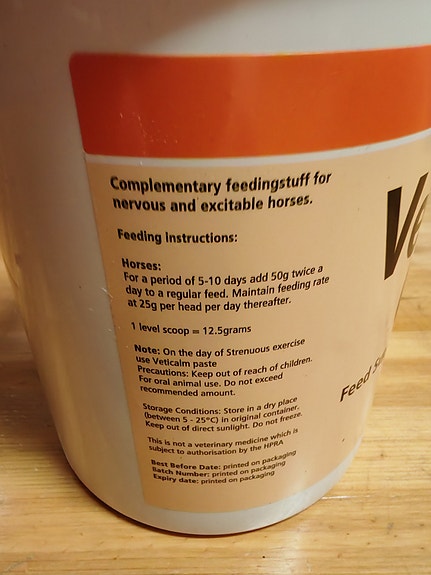 Complementary feedingstuff for
nervous and excitable horses.
Feeding Instructions:
Horses:
For a period of 5-10 days add 50g twice a
day to a regular feed. Maintain feeding rate
at 25g per head per day thereafter.
1 level scoop = 12.5grams
Note: On the day of Strenuous exercise
use Veticalm paste
Precautions: Keep out of reach of children.
For oral animal use. Do not exceed
recommended amount.
Storage Conditions: Store in a dry place
(between 5 - 25°C) in original container.
Keep out of direct sunlight. Do not freeze.
This is not a veterinary medicine which is
subject to authorisation by the HPRA
Best Before Date: printed on packaging
Batch Number: printed on packaging
Expiry date: printed on packaging
Feed